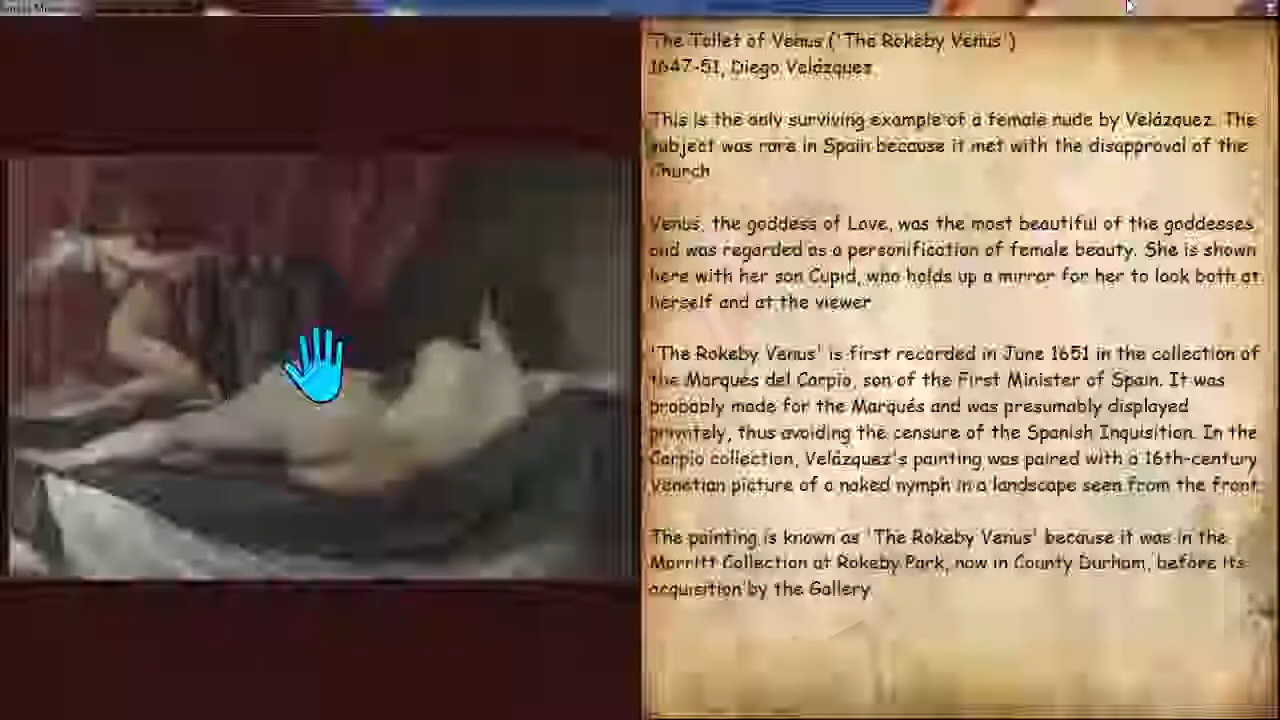 The Toilet of Venus ('The Rokeby Venus')
1647-51, Diego Velázquez
This is the only surviving example of a female nude by Velázquez. The
subject was rare in Spain because it met with the disapproval of the
Church
Venus, the goddess of Love, was the most beautiful of the goddesses,
and was regarded as a personification of female beauty. She is shown
here with her son Cupid, who holds up a mirror for her to look both at
herself and at the viewer
'The Rokeby Venus' is first recorded in June 1651 in the collection of
the Marqués del Carpio, son of the First Minister of Spain. It was
probably made for the Marqués and was presumably displayed
privately, thus avoiding the censure of the Spanish Inquisition. In the
Carpio collection, Velázquez's painting was paired with a 16th-century
Venetian picture of a naked nymph in a landscape seen from the front.
The painting is known as 'The Rokeby Venus' because it was in the
Morritt Collection at Rokeby Park, now in County Durham, before its
acquisition by the Gallery